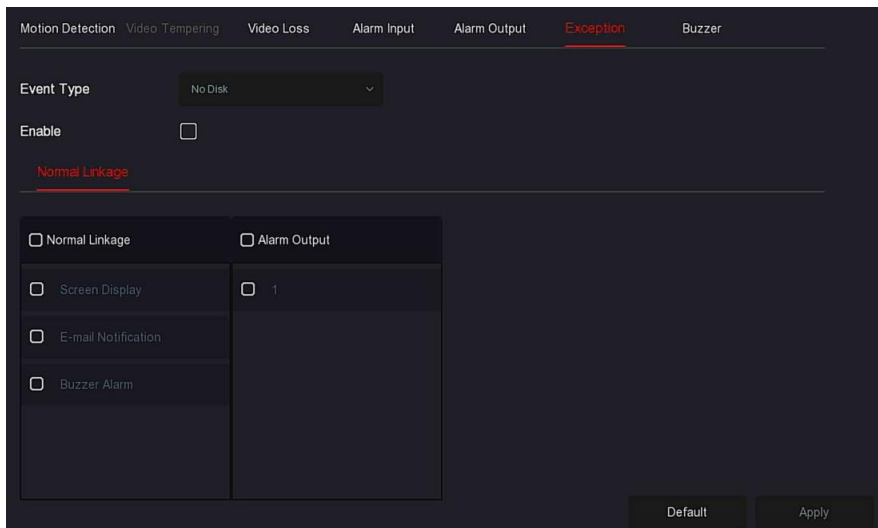 Motion Detection Video Tempering Video Loss Alarm Input Alarm Output Exception Buzzer
Event Type No Disk
Enable
Normal Linkage
Normal Linkage Alarm Output
Screen Display 1
E-mail Notification
Buzzer Alarm
Default Apply